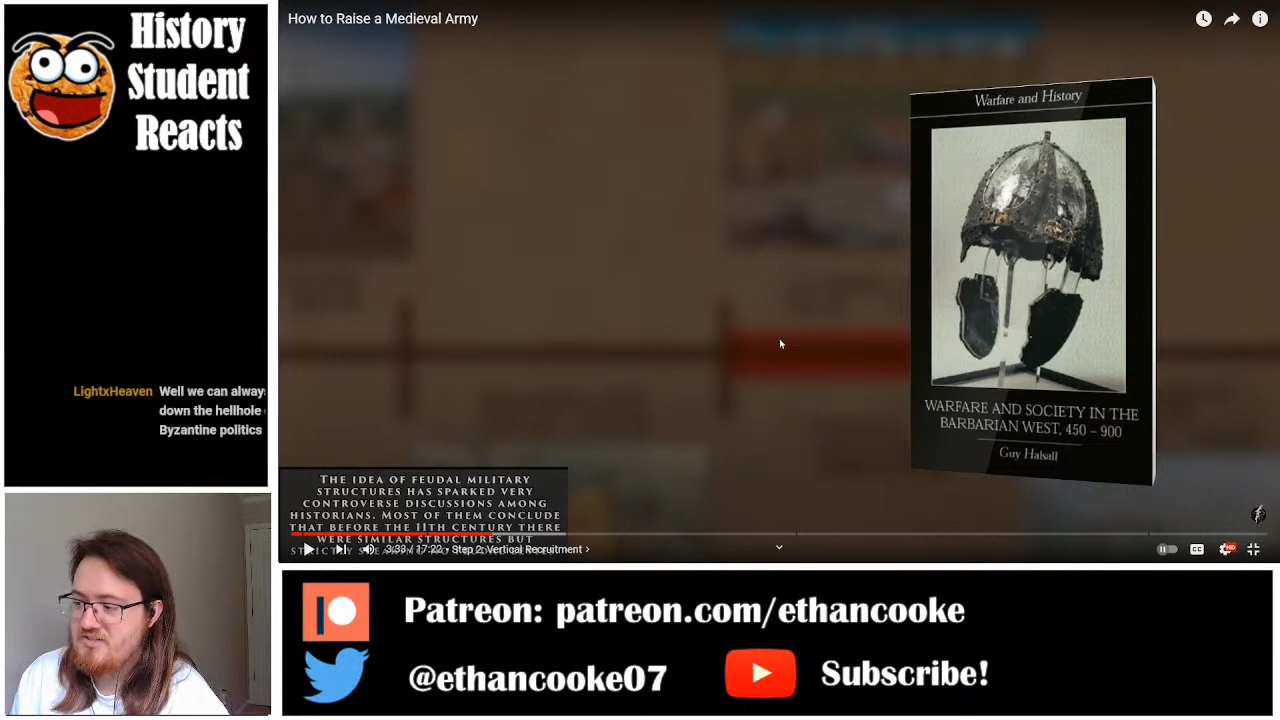 History
Student
Reacts
LightxHeaven Well we can alway
down the hellhole
Byzantine politics
How to Raise a Medieval Army
Warfare and History
WARFARE AND SOCIETY IN THE
BARBARIAN WEST, 450 – 900
Guy Halsall
THE IDEA OF FEUDAL MILITARY
STRUCTURES HAS SPARKED VERY
CONTROVERSE DISCUSSIONS AMONG
HISTORIANS. MOST OF THEM CONCLUDE
THAT BEFORE THE 11TH CENTURY THERE
WERE SIMILAR STRUCTURES BUT
3:33 / 17:22 • Step 2: Vertical Recruitment >
CC
HD
Patreon: patreon.com/ethancooke
@ethancooke07
Subscribe!